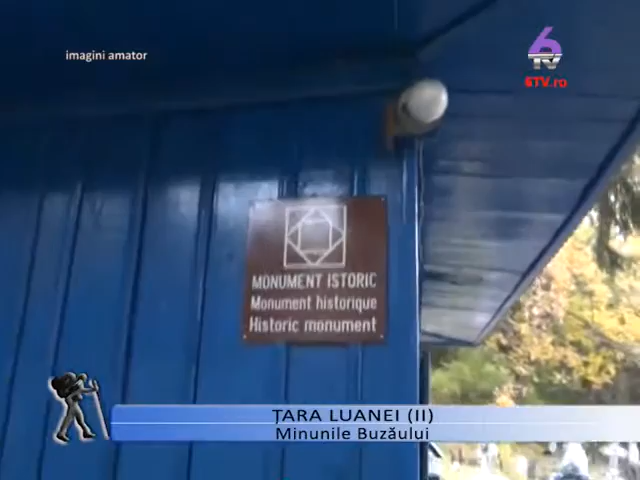 imagini amator
6
TV
6TV.ro
MONUMENT ISTORIC
Monument historique
Historic monument
ȚARA LUANEI (II)
Minunile Buzăului